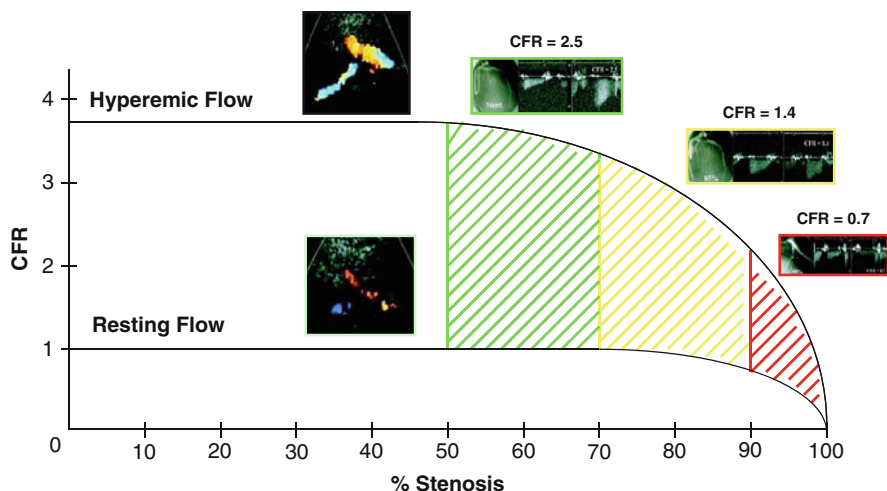 CFR = 2.5
4
Hyperemic Flow
CFR = 1.4
3
CFR = 0.7
CFR
2
Resting Flow
1
0
10 20 30 40 50 60 70 80 90 100
% Stenosis